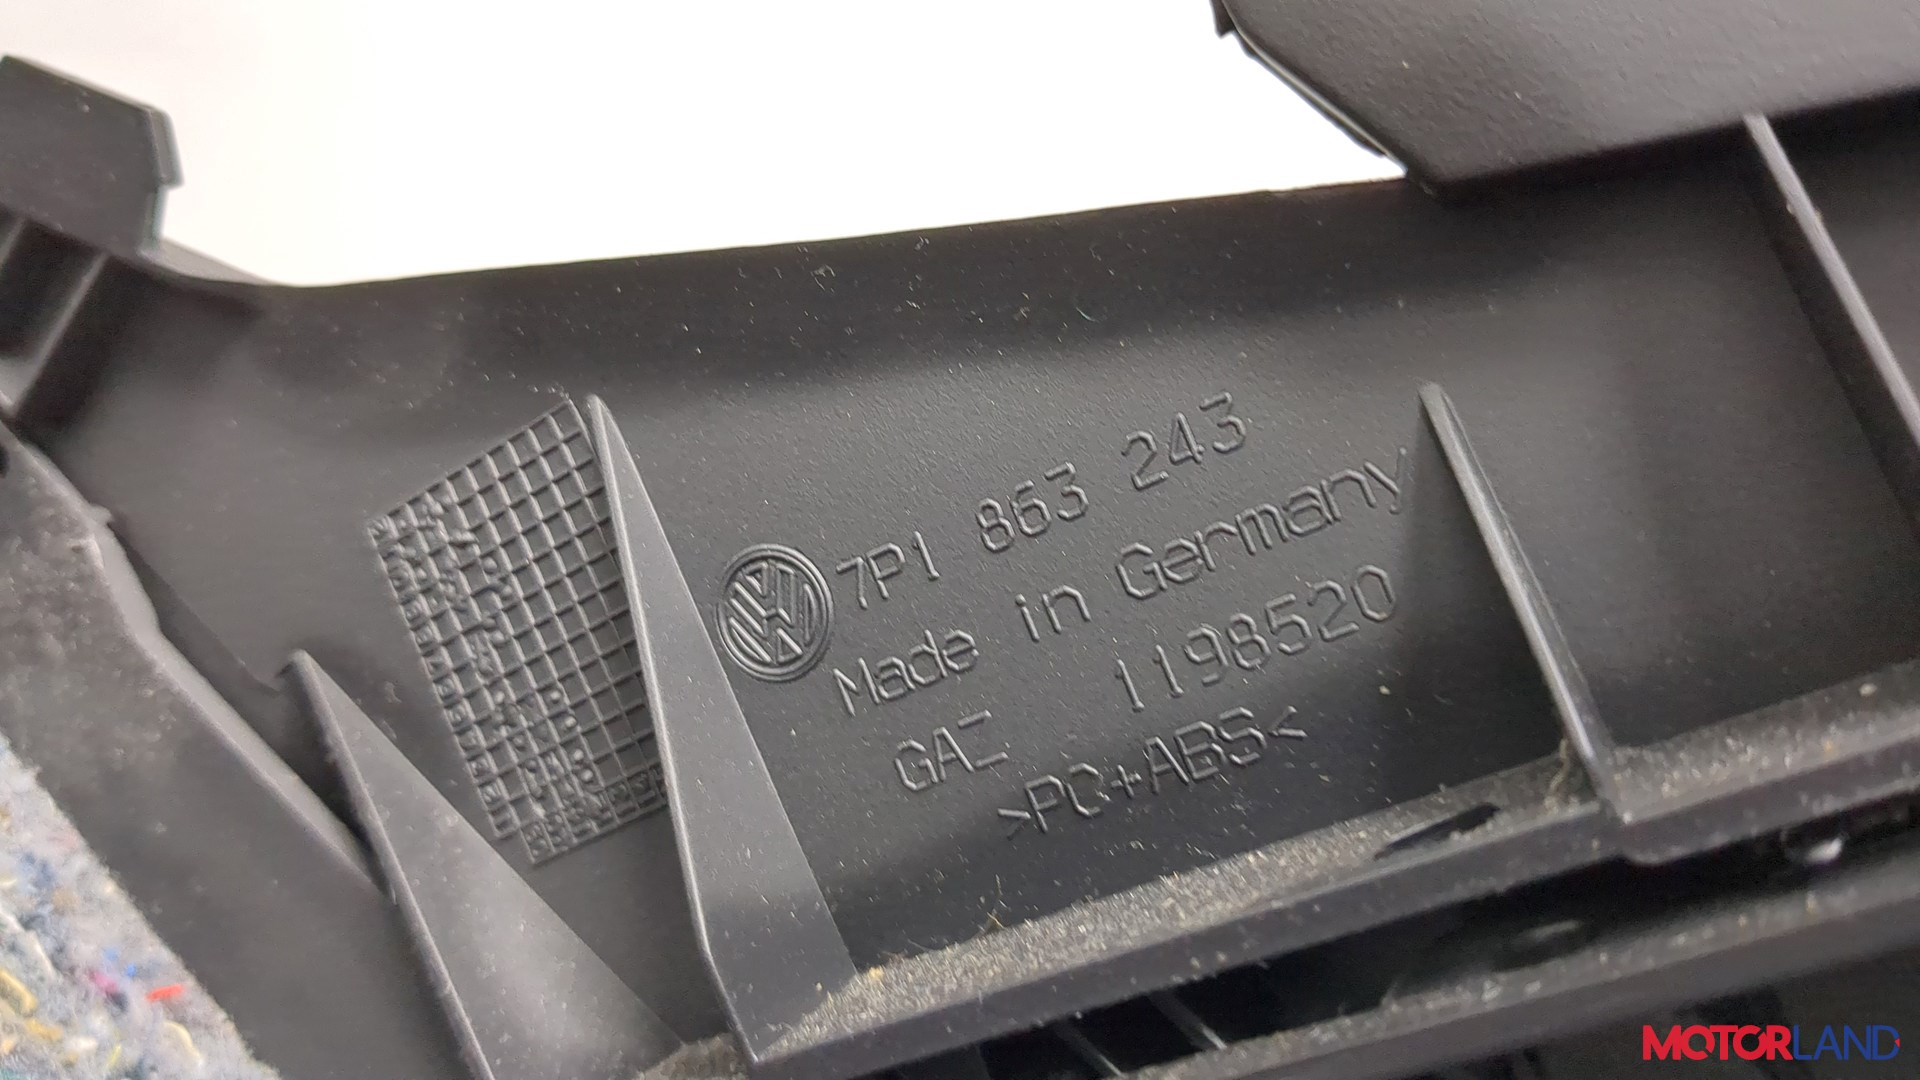 7P1 863 243
Made in Germany
GAZ 1198520
>PC+ABS<
MOTORLAND